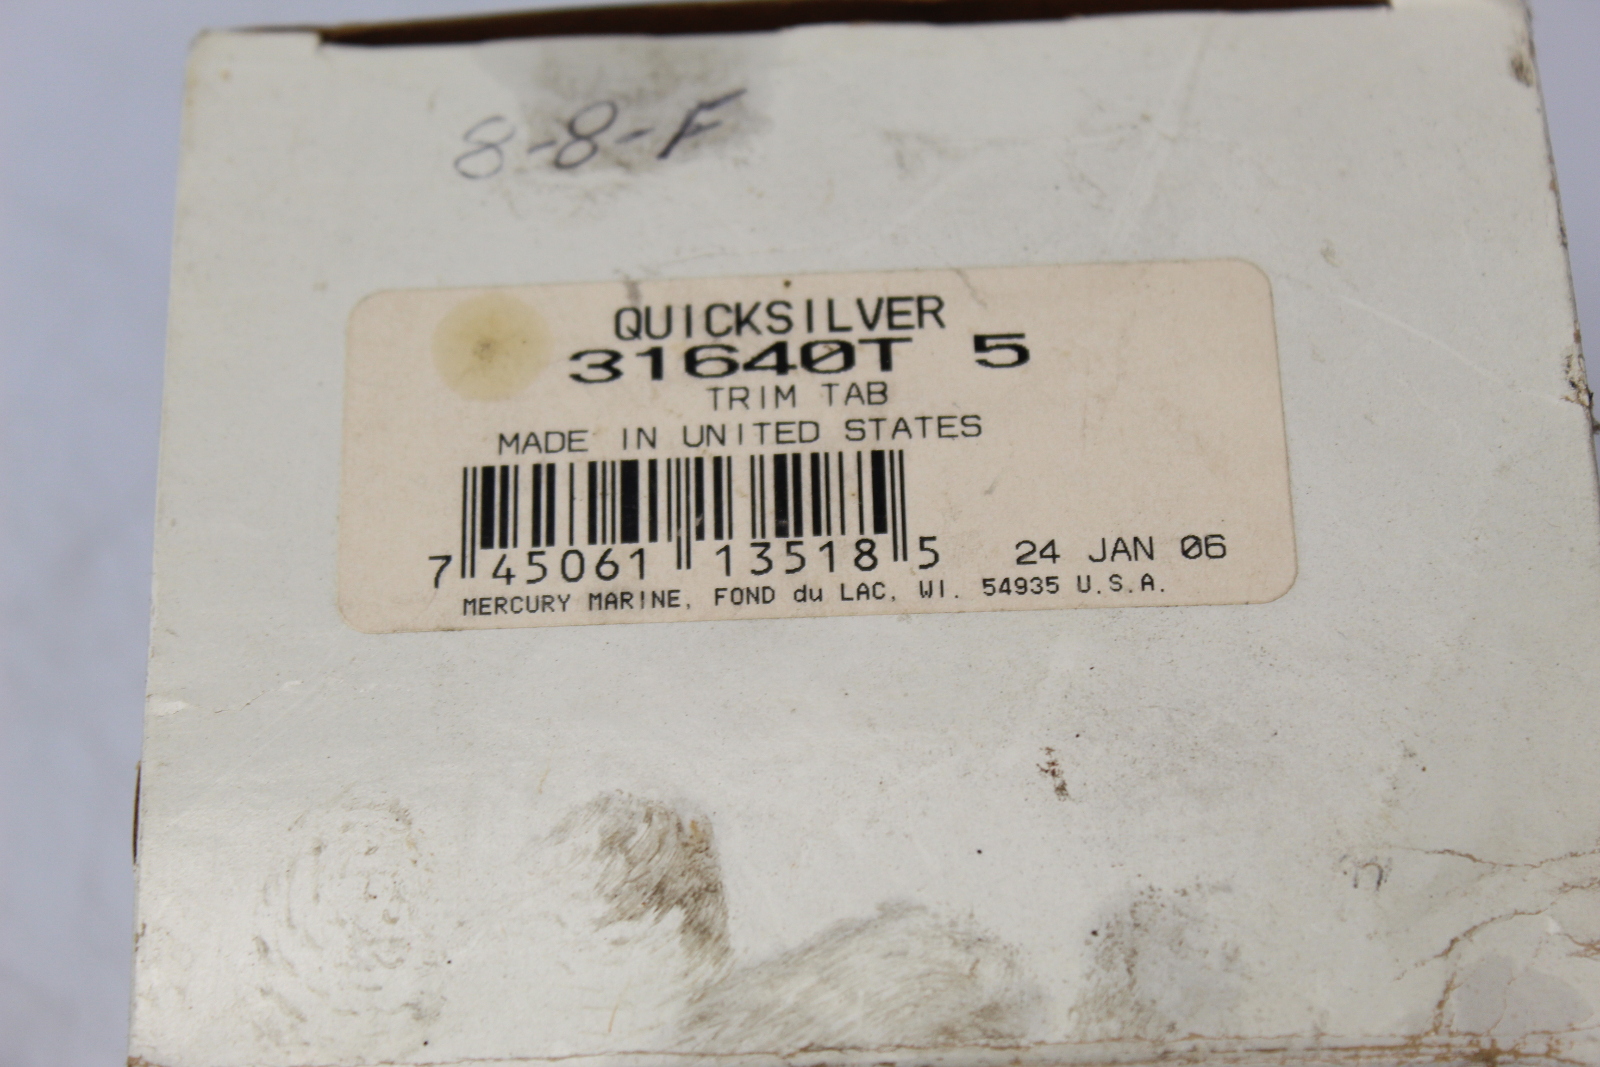 8-8-F
QUICKSILVER
31640T 5
TRIM TAB
MADE IN UNITED STATES
7 45061 13518 5
24 JAN 06
MERCURY MARINE, FOND du LAC, WI. 54935 U.S.A.